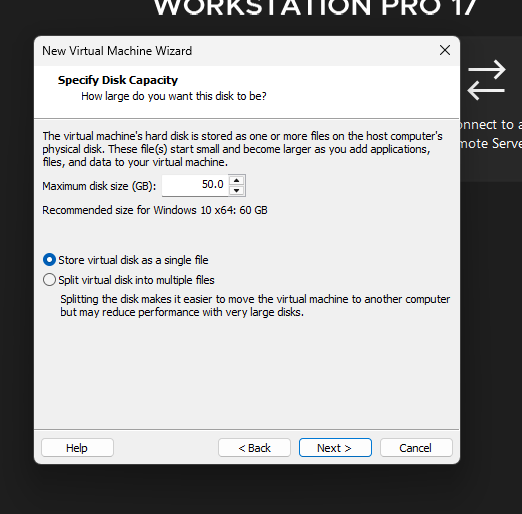 WORKSTATION PRO 17
New Virtual Machine Wizard
Specify Disk Capacity
How large do you want this disk to be?
The virtual machine's hard disk is stored as one or more files on the host computer's
physical disk. These file(s) start small and become larger as you add applications,
files, and data to your virtual machine.
Maximum disk size (GB): 50.0
Recommended size for Windows 10 x64: 60 GB
Store virtual disk as a single file
Split virtual disk into multiple files
Splitting the disk makes it easier to move the virtual machine to another computer
but may reduce performance with very large disks.
Help < Back Next > Cancel
nnect to a
mote Serve